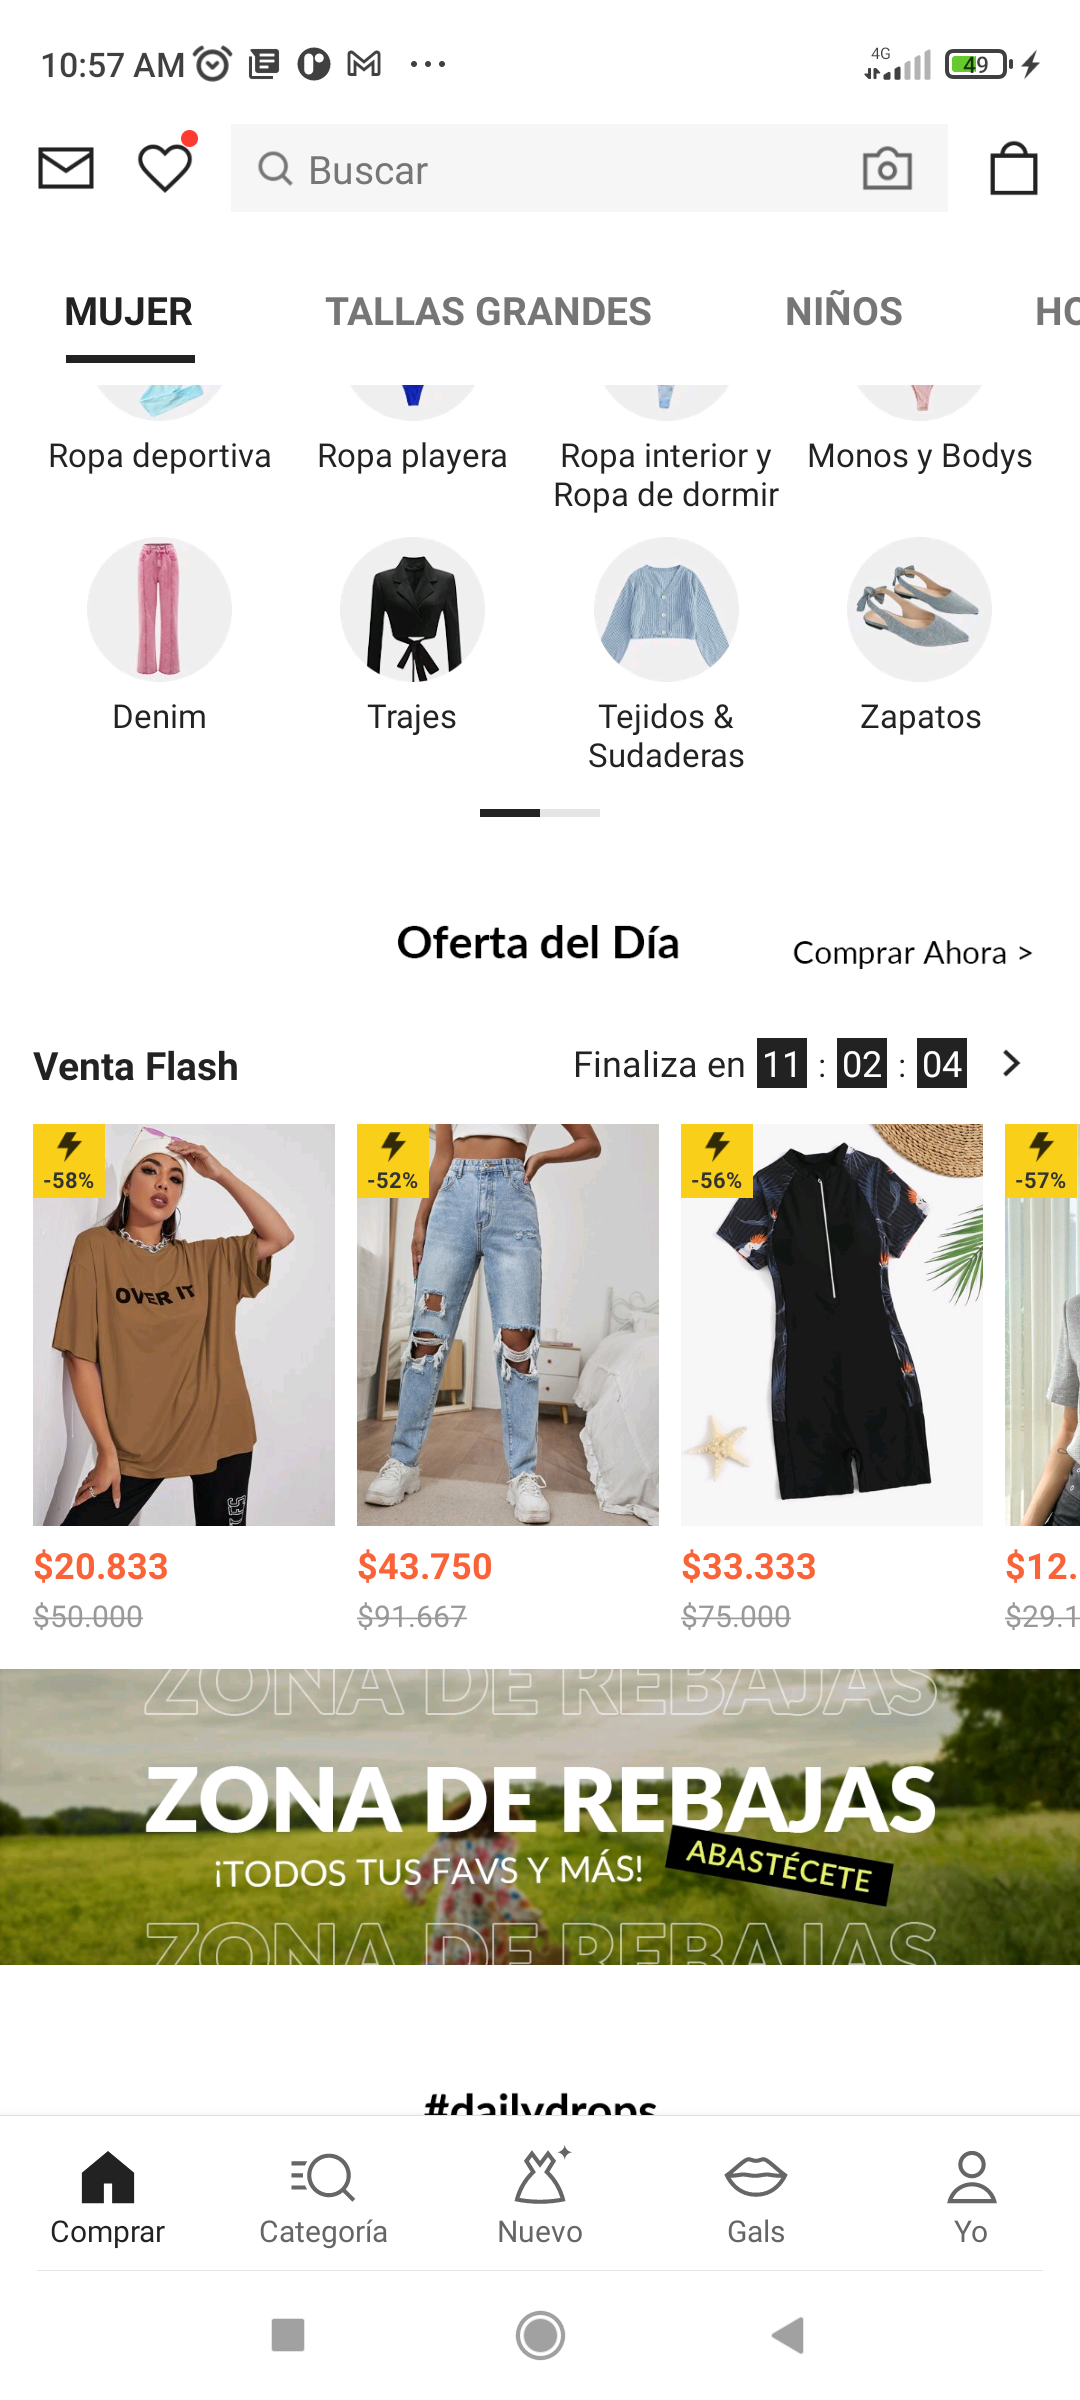 10:57 AM
4G
49
Buscar
MUJER
TALLAS GRANDES
NIÑOS
HO
Ropa deportiva
Ropa playera
Ropa interior y
Ropa de dormir
Monos y Bodys
Denim
Trajes
Tejidos &
Sudaderas
Zapatos
Oferta del Día
Comprar Ahora >
Venta Flash
Finaliza en 11 : 02 : 04
-58%
-52%
-56%
-57%
OVER IT
$20.833
$43.750
$33.333
$12.
$50.000
$91.667
$75.000
$29.1
ZONA DE REBAJAS
ZONA DE REBAJAS
¡TODOS TUS FAVS Y MÁS!
ABASTÉCETE
ZONA DE REBAJAS
#dailydrops
Comprar
Categoría
Nuevo
Gals
Yo